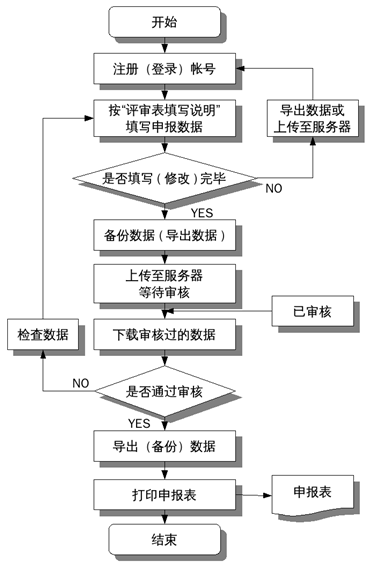 开始
注册（登录）帐号
按“评审表填写说明”
填写申报数据
导出数据或
上传至服务器
是否填写（修改）完毕
NO
YES
备份数据（导出数据）
上传至服务器
等待审核
已审核
检查数据
下载审核过的数据
NO
是否通过审核
YES
导出（备份）数据
打印申报表
申报表
结束